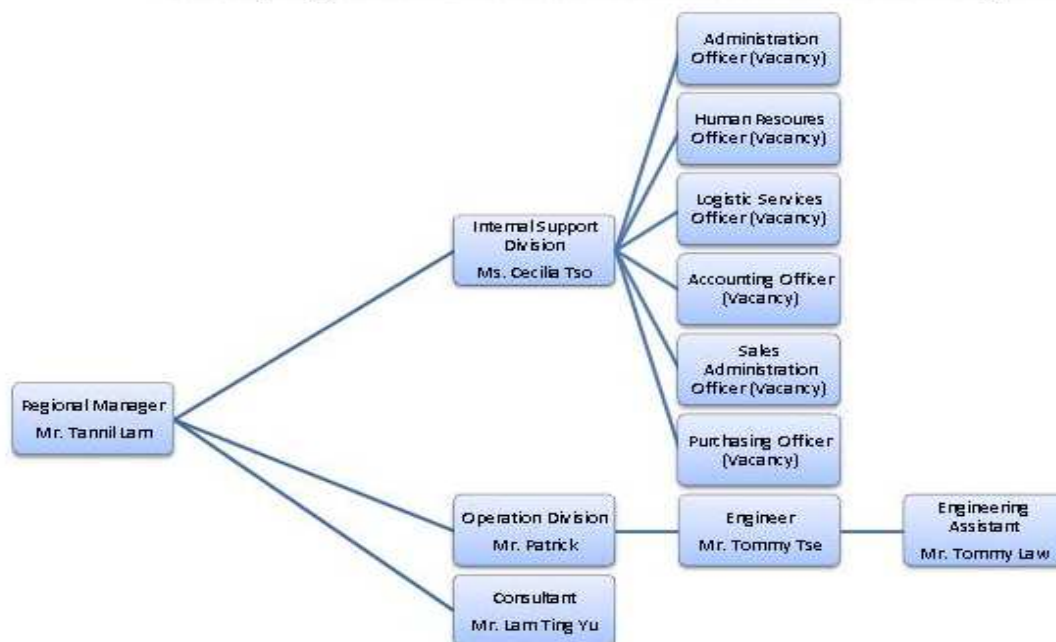 Administration
Officer (Vacancy)
Human Resoures
Officer (Vacancy)
Logistic Services
Officer (Vacancy)
Internal Support
Division
Ms. Cecilia Tso
Accounting Officer
(Vacancy)
Sales
Administration
Officer (Vacancy)
Regional Manager
Mr. Tannil Lam
Purchasing Officer
(Vacancy)
Operation Division
Mr. Patrick
Engineer
Mr. Tommy Tse
Engineering
Assistant
Mr. Tommy Law
Consultant
Mr. Lam Ting Yu